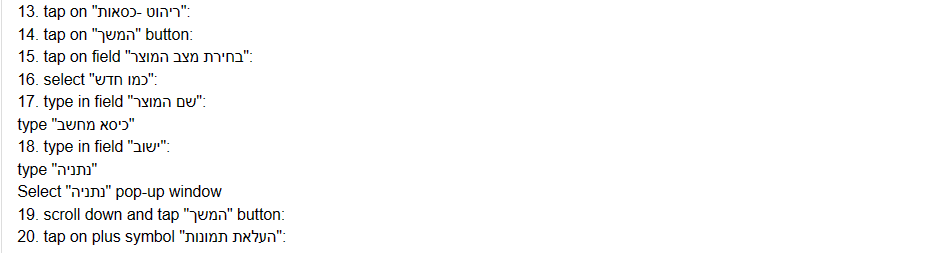 13. tap on "ריהוט -כסאות":
14. tap on "המשך" button:
15. tap on field "בחירת מצב המוצר":
16. select "כמו חדש":
17. type in field "שם המוצר":
type "כיסא מחשב"
18. type in field "ישוב":
type "נתניה"
Select "נתניה" pop-up window
19. scroll down and tap "המשך" button:
20. tap on plus symbol "העלאת תמונות":